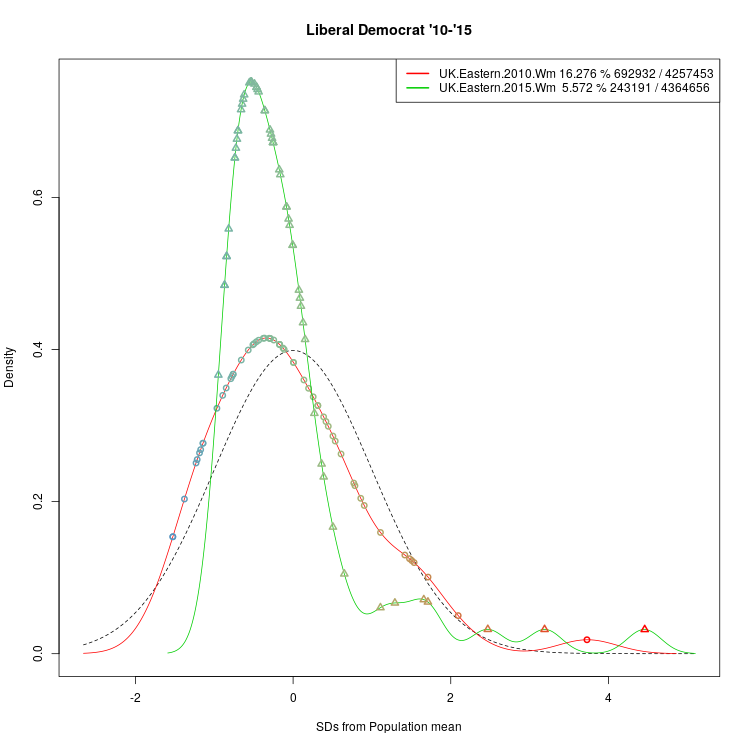 Liberal Democrat '10-'15
UK.Eastern.2010.Wm 16.276 % 692932 / 4257453
UK.Eastern.2015.Wm  5.572 % 243191 / 4364656
Density
0.6
0.4
0.2
0.0
-2 0 2 4
SDs from Population mean